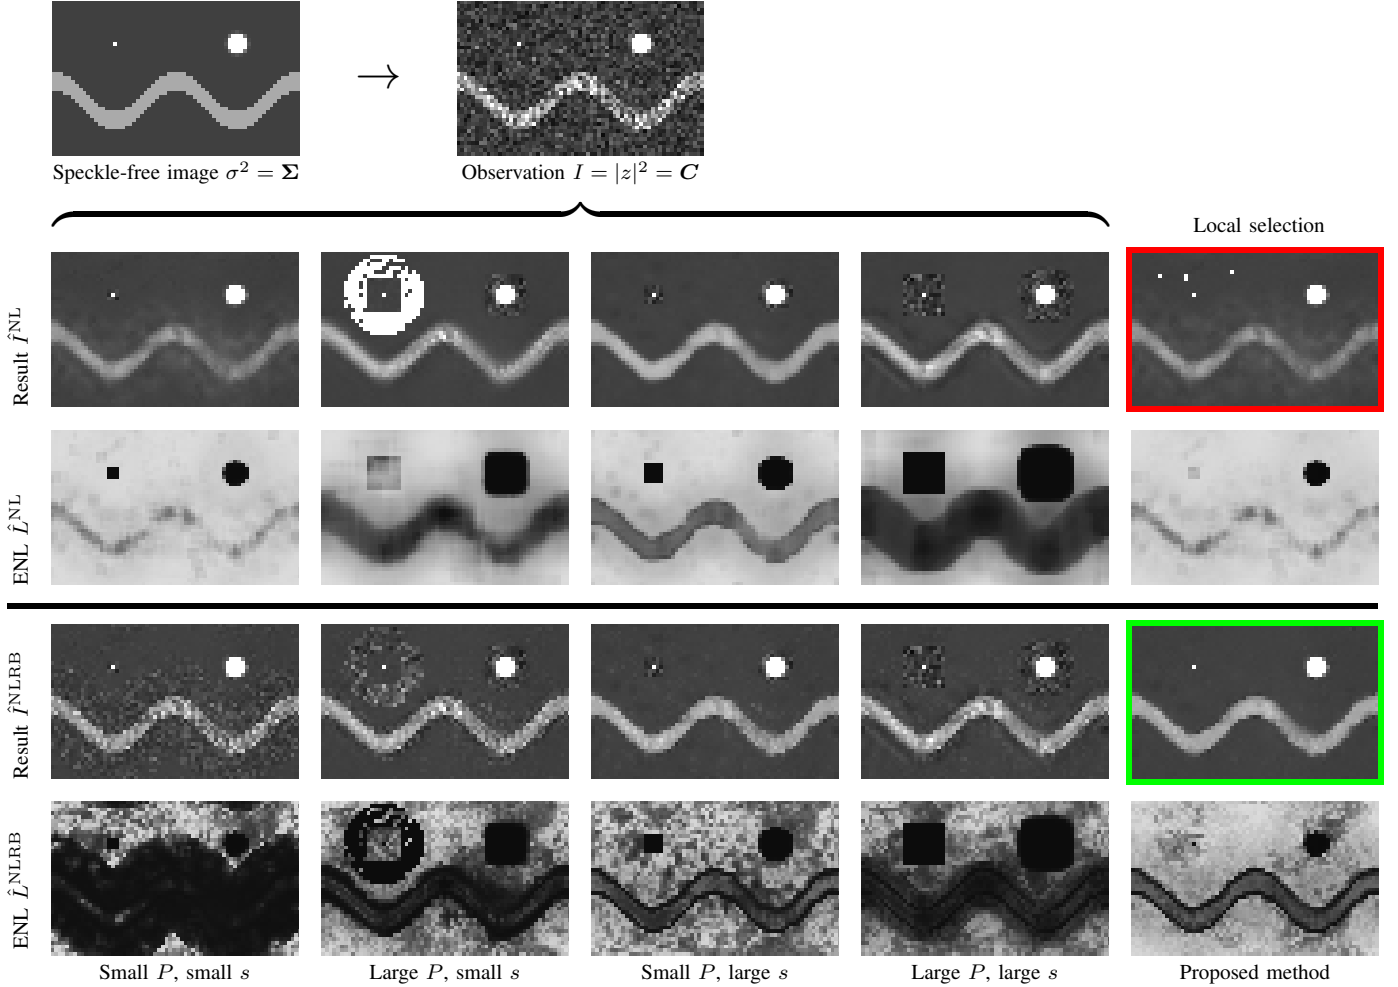 Speckle-free image σ² = Σ
Observation I = |z|² = C
Local selection
Result Î^NL
ENL L̂^NL
Result Î^NLRB
ENL L̂^NLRB
Small P, small s
Large P, small s
Small P, large s
Large P, large s
Proposed method